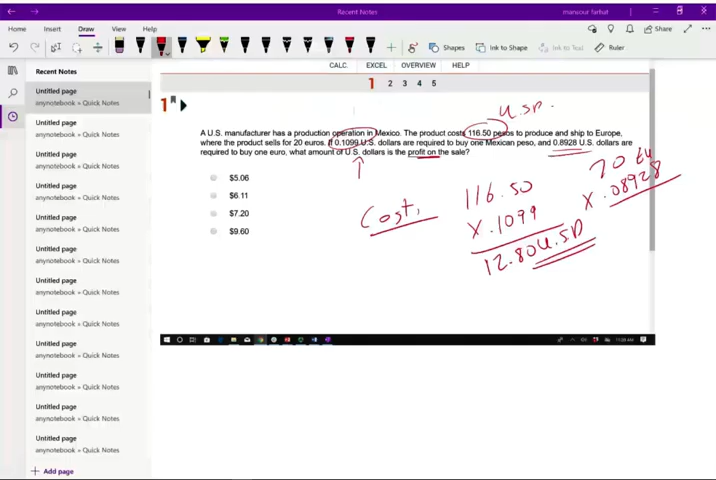 Recent Notes
mansour farhat
Home
Insert
Draw
View
Help
Share
Shapes
Ink to Shape
Ink to Text
Ruler
Recent Notes
Untitled page
anynotebook » Quick Notes
Untitled page
anynotebook » Quick Notes
Untitled page
anynotebook » Quick Notes
Untitled page
anynotebook » Quick Notes
Untitled page
anynotebook » Quick Notes
Untitled page
anynotebook » Quick Notes
Untitled page
anynotebook » Quick Notes
Untitled page
anynotebook » Quick Notes
Untitled page
anynotebook » Quick Notes
Untitled page
anynotebook » Quick Notes
Untitled page
anynotebook » Quick Notes
Untitled page
anynotebook » Quick Notes
+ Add page
CALC
EXCEL
OVERVIEW
HELP
1 2 3 4 5
1
U.SD.
A U.S. manufacturer has a production operation in Mexico. The product costs 116.50 pesos to produce and ship to Europe,
where the product sells for 20 euros. If 0.1099 U.S. dollars are required to buy one Mexican peso, and 0.8928 U.S. dollars are
required to buy one euro, what amount of U.S. dollars is the profit on the sale?
$5.06
$6.11
$7.20
$9.60
Cost.
116.50
X .1099
12.80 U.SD
20 Eu
X .08928